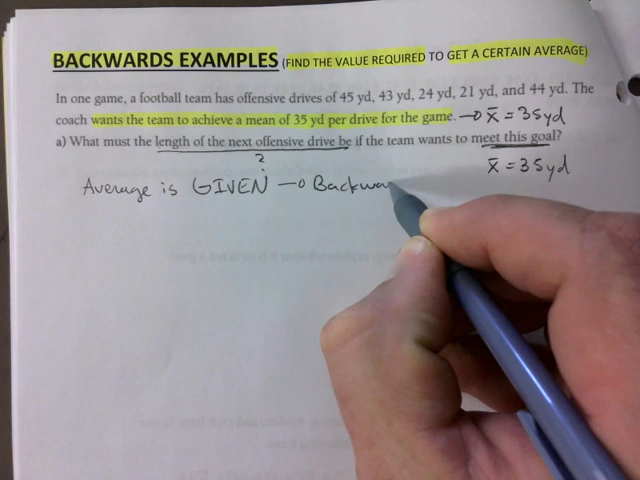 BACKWARDS EXAMPLES (FIND THE VALUE REQUIRED TO GET A CERTAIN AVERAGE)
In one game, a football team has offensive drives of 45 yd, 43 yd, 24 yd, 21 yd, and 44 yd. The
coach wants the team to achieve a mean of 35 yd per drive for the game. → x̄ = 35yd
a) What must the length of the next offensive drive be if the team wants to meet this goal?
? x̄ = 35yd
Average is GIVEN → Backwa